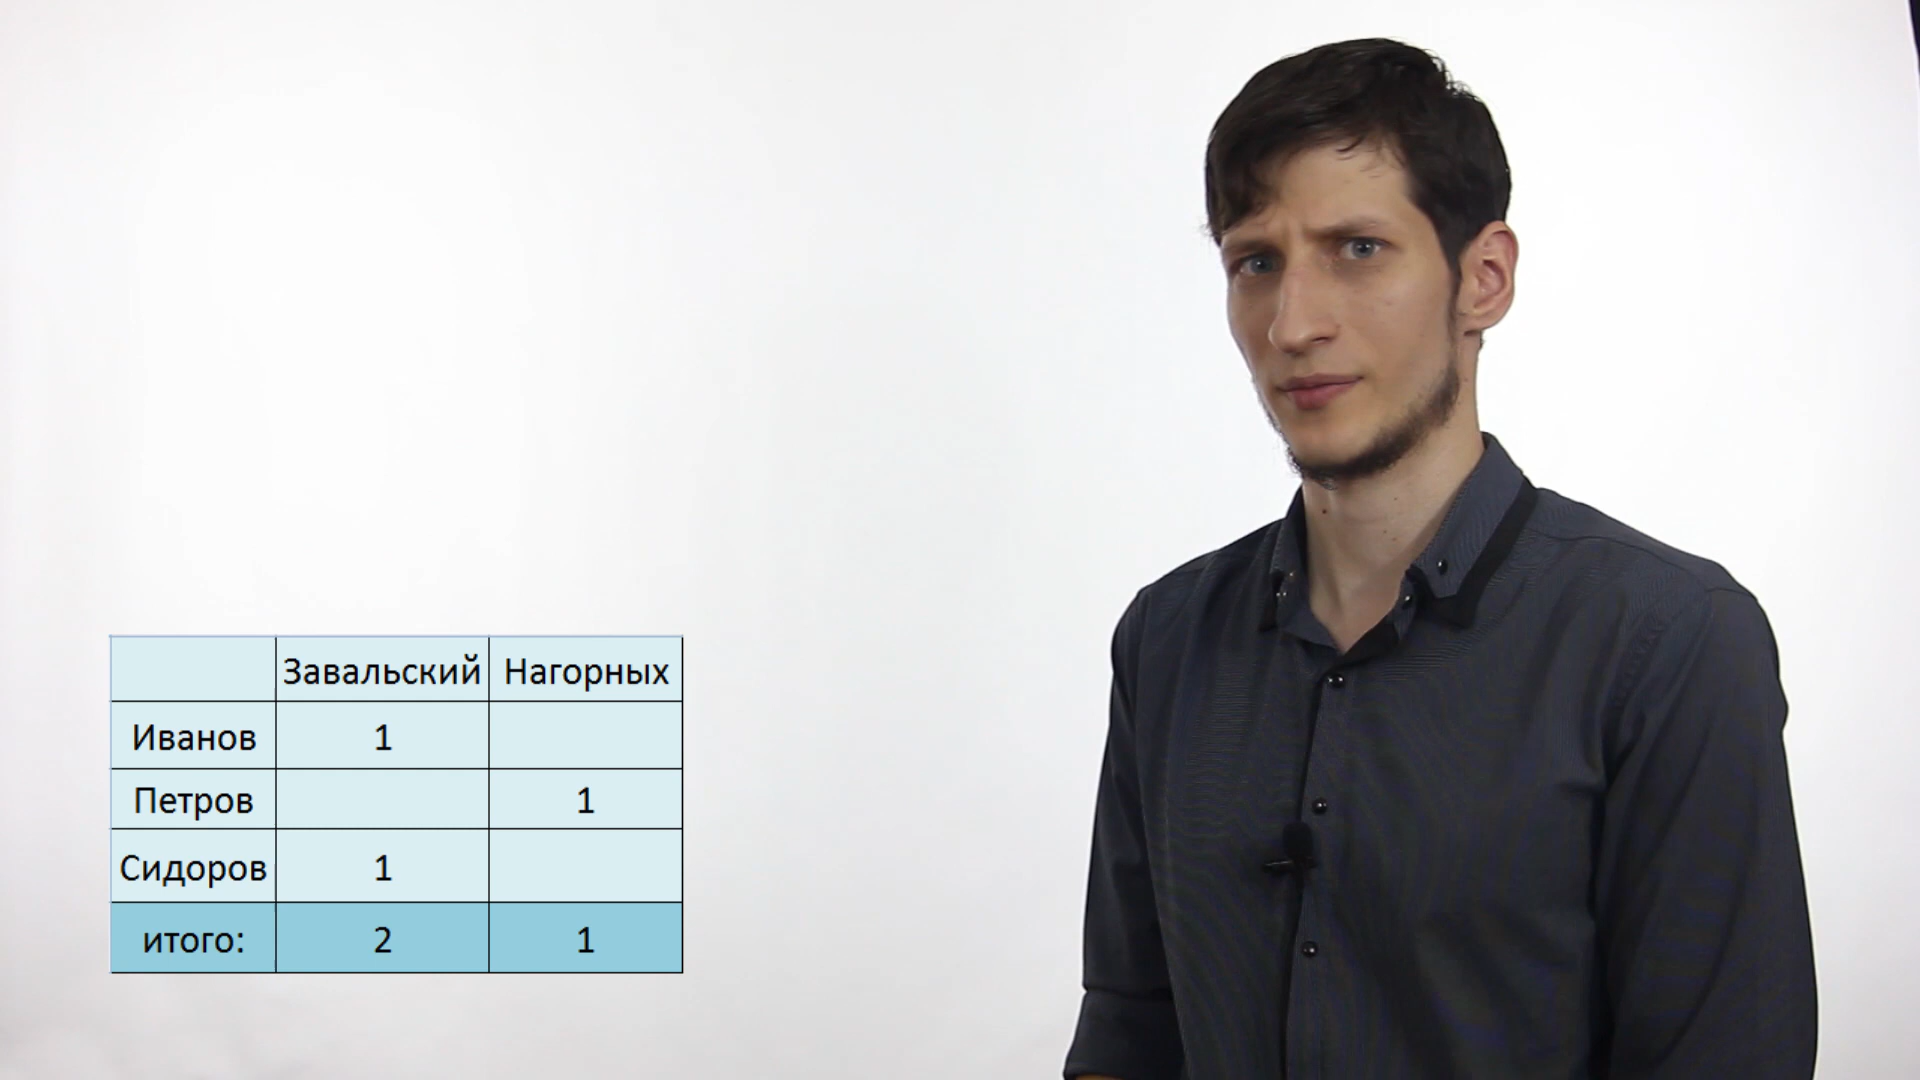 Завальский Нагорных
Иванов 1
Петров 1
Сидоров 1
итого: 2 1